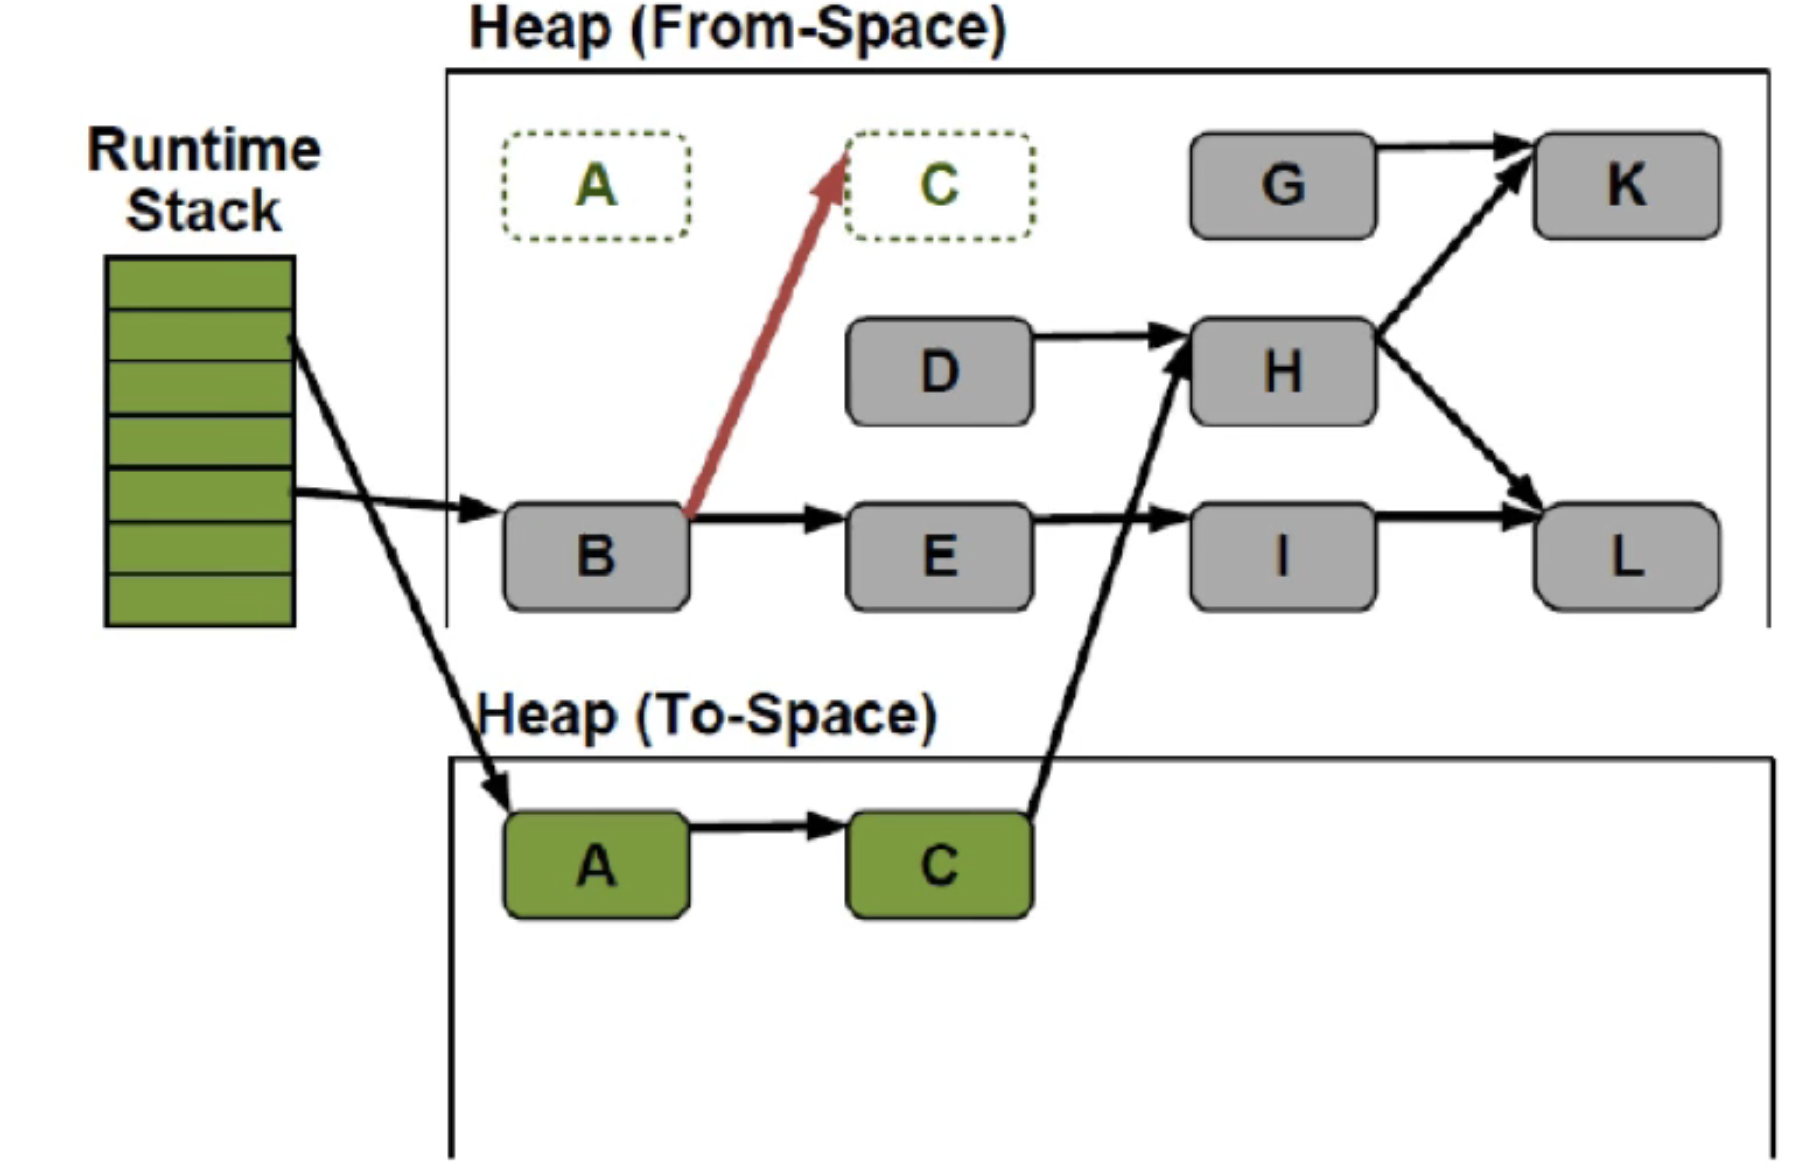 Heap (From-Space)
Runtime
Stack
A
C
G
K
D
H
B
E
I
L
Heap (To-Space)
A
C